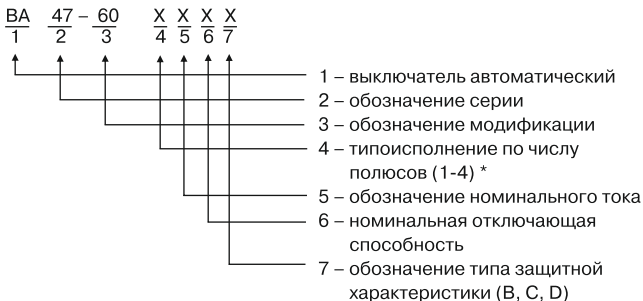 ВА 47 – 60 X X X X
1 2 3 4 5 6 7
1 – выключатель автоматический
2 – обозначение серии
3 – обозначение модификации
4 – типоисполнение по числу
полюсов (1-4) *
5 – обозначение номинального тока
6 – номинальная отключающая
способность
7 – обозначение типа защитной
характеристики (B, C, D)